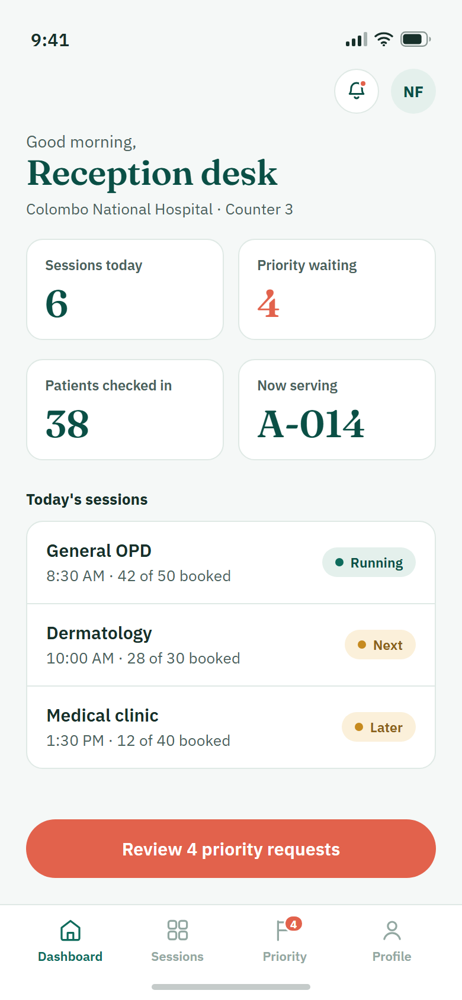 9:41
NF
Good morning,
Reception desk
Colombo National Hospital · Counter 3
Sessions today
6
Priority waiting
4
Patients checked in
38
Now serving
A-014
Today's sessions
General OPD
8:30 AM · 42 of 50 booked
Running
Dermatology
10:00 AM · 28 of 30 booked
Next
Medical clinic
1:30 PM · 12 of 40 booked
Later
Review 4 priority requests
4
Dashboard
Sessions
Priority
Profile